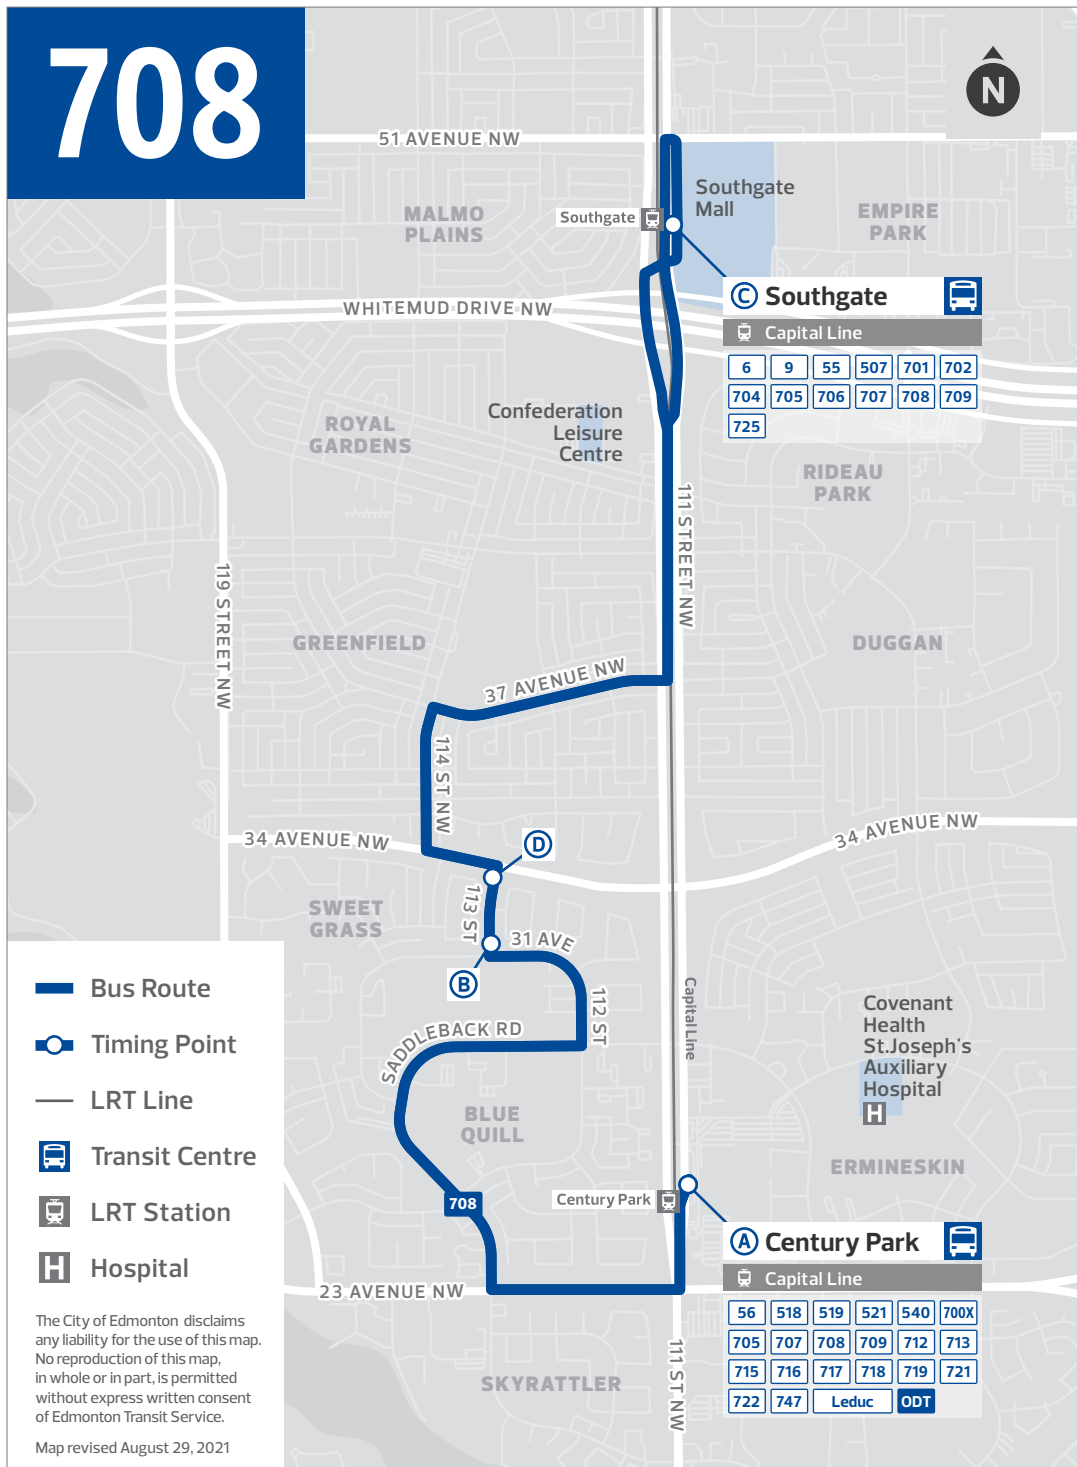 708
N
51 AVENUE NW
MALMO
PLAINS
Southgate
Southgate
Mall
EMPIRE
PARK
C Southgate
Capital Line
6 9 55 507 701 702
704 705 706 707 708 709
725
WHITEMUD DRIVE NW
Confederation
Leisure
Centre
ROYAL
GARDENS
RIDEAU
PARK
111 STREET NW
119 STREET NW
GREENFIELD
DUGGAN
37 AVENUE NW
114 ST NW
34 AVENUE NW
34 AVENUE NW
D
SWEET
GRASS
113 ST
31 AVE
B
112 ST
SADDLEBACK RD
Capital Line
Covenant
Health
St.Joseph's
Auxiliary
Hospital
H
BLUE
QUILL
ERMINESKIN
708
Century Park
A Century Park
Capital Line
56 518 519 521 540 700X
705 707 708 709 712 713
715 716 717 718 719 721
722 747 Leduc ODT
23 AVENUE NW
SKYRATTLER
111 ST NW
Bus Route
Timing Point
LRT Line
Transit Centre
LRT Station
H Hospital
The City of Edmonton disclaims
any liability for the use of this map.
No reproduction of this map,
in whole or in part, is permitted
without express written consent
of Edmonton Transit Service.
Map revised August 29, 2021